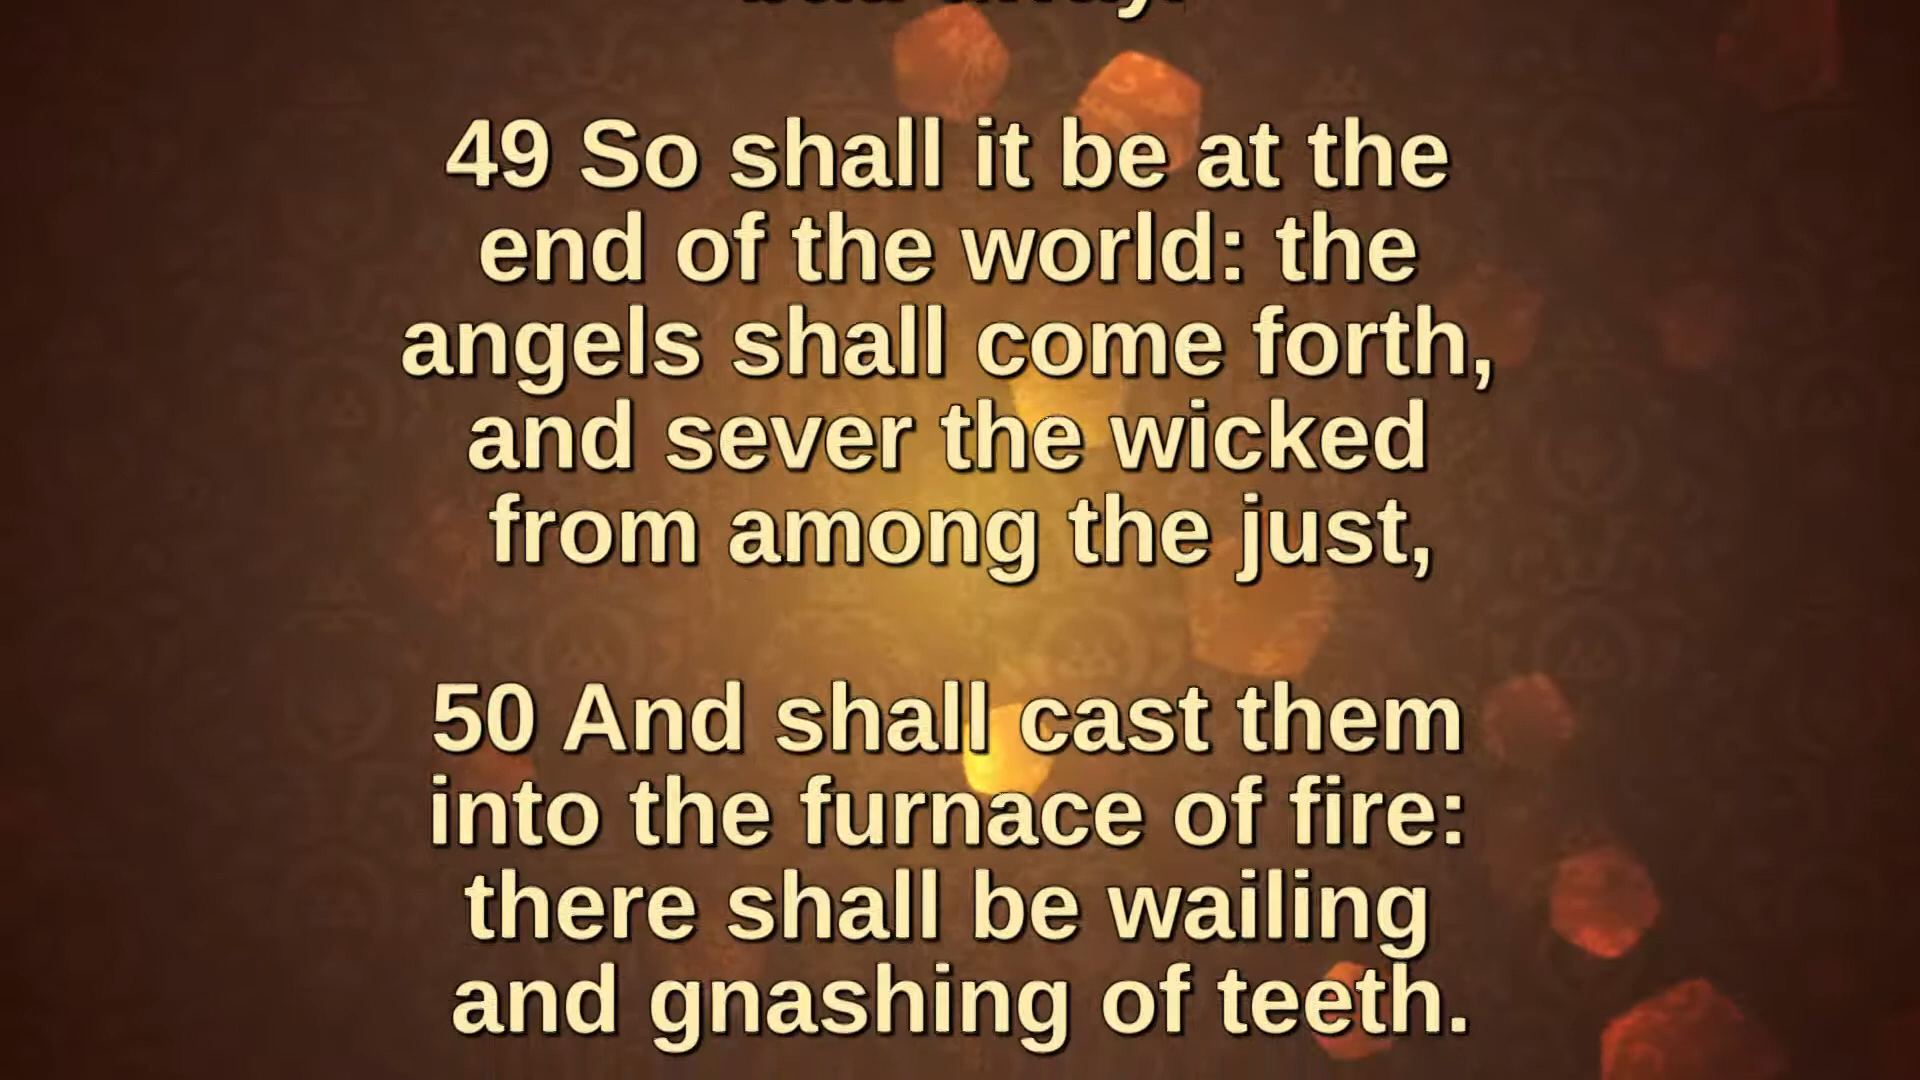 49 So shall it be at the
end of the world: the
angels shall come forth,
and sever the wicked
from among the just,
50 And shall cast them
into the furnace of fire:
there shall be wailing
and gnashing of teeth.